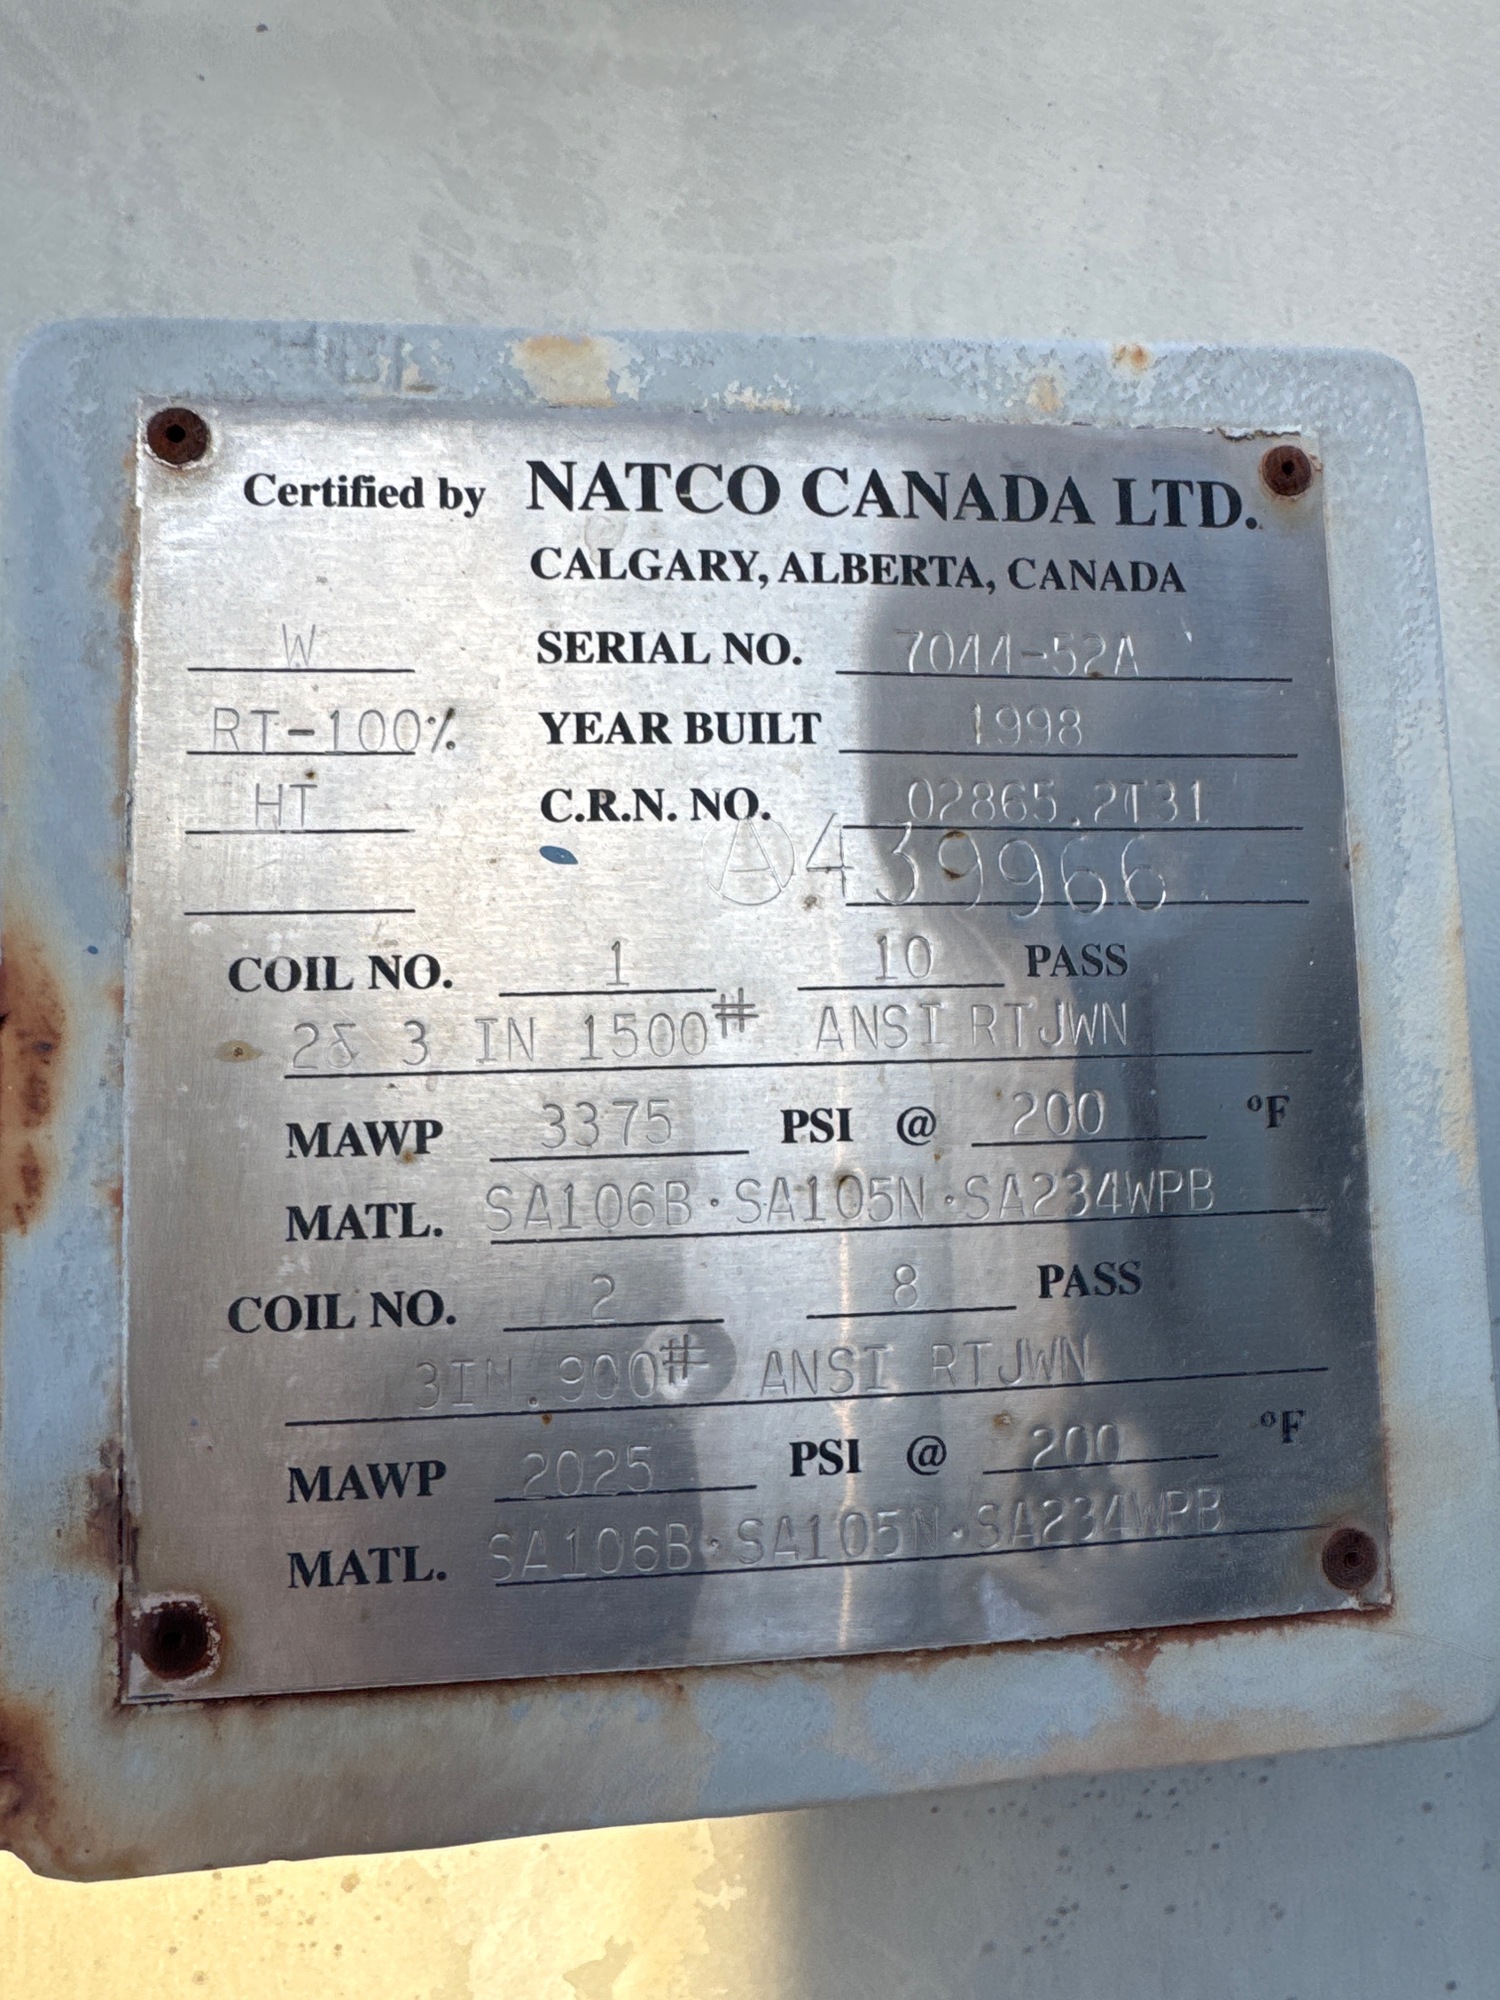 Certified by NATCO CANADA LTD.
CALGARY, ALBERTA, CANADA
W SERIAL NO. 7044-52A
RT-100% YEAR BUILT 1998
HT C.R.N. NO. 02865.2T31
A 439966
COIL NO. 1 10 PASS
2& 3 IN 1500# ANSI RTJWN
MAWP 3375 PSI @ 200 °F
MATL. SA106B·SA105N·SA234WPB
COIL NO. 2 8 PASS
3IN.900# ANSI RTJWN
MAWP 2025 PSI @ 200 °F
MATL. SA106B·SA105N·SA234WPB